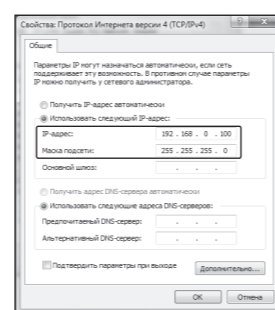 Свойства: Протокол Интернета версии 4 (TCP/IPv4)
Общие
Параметры IP могут назначаться автоматически, если сеть
поддерживает эту возможность. В противном случае параметры
IP можно получить у сетевого администратора.
Получить IP-адрес автоматически
Использовать следующий IP-адрес:
IP-адрес: 192 . 168 . 0 . 100
Маска подсети: 255 . 255 . 255 . 0
Основной шлюз: . . .
Получить адрес DNS-сервера автоматически
Использовать следующие адреса DNS-серверов:
Предпочитаемый DNS-сервер: . . .
Альтернативный DNS-сервер: . . .
Подтвердить параметры при выходе
Дополнительно...
ОК Отмена